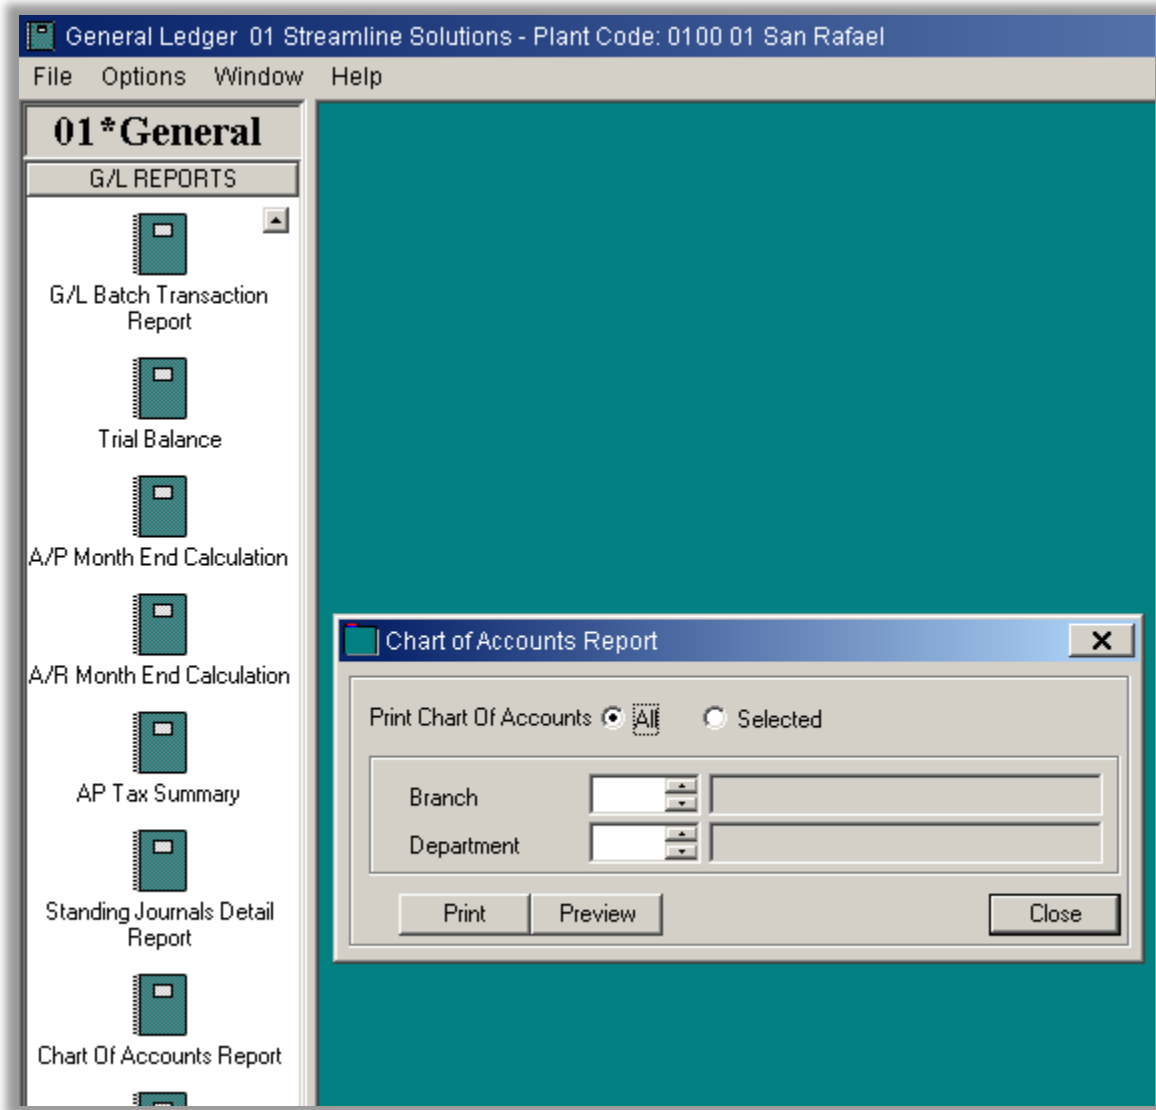 General Ledger 01 Streamline Solutions - Plant Code: 0100 01 San Rafael
File Options Window Help
01*General
G/L REPORTS
G/L Batch Transaction
Report
Trial Balance
A/P Month End Calculation
A/R Month End Calculation
AP Tax Summary
Standing Journals Detail
Report
Chart Of Accounts Report
Chart of Accounts Report
Print Chart Of Accounts All Selected
Branch
Department
Print Preview Close